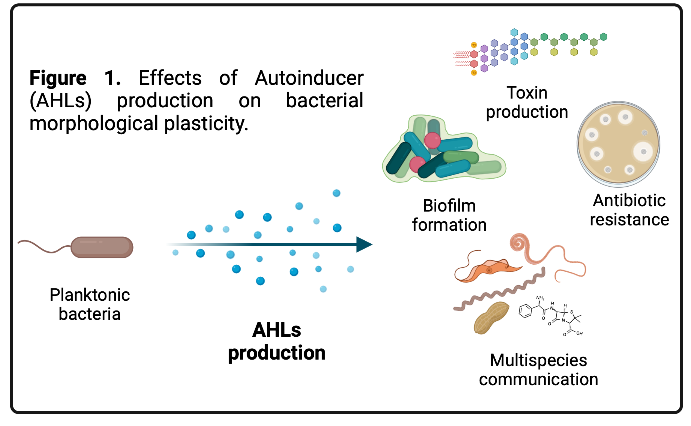 Figure 1. Effects of Autoinducer
(AHLs) production on bacterial
morphological plasticity.
Toxin
production
Biofilm
formation
Antibiotic
resistance
Planktonic
bacteria
AHLs
production
Multispecies
communication